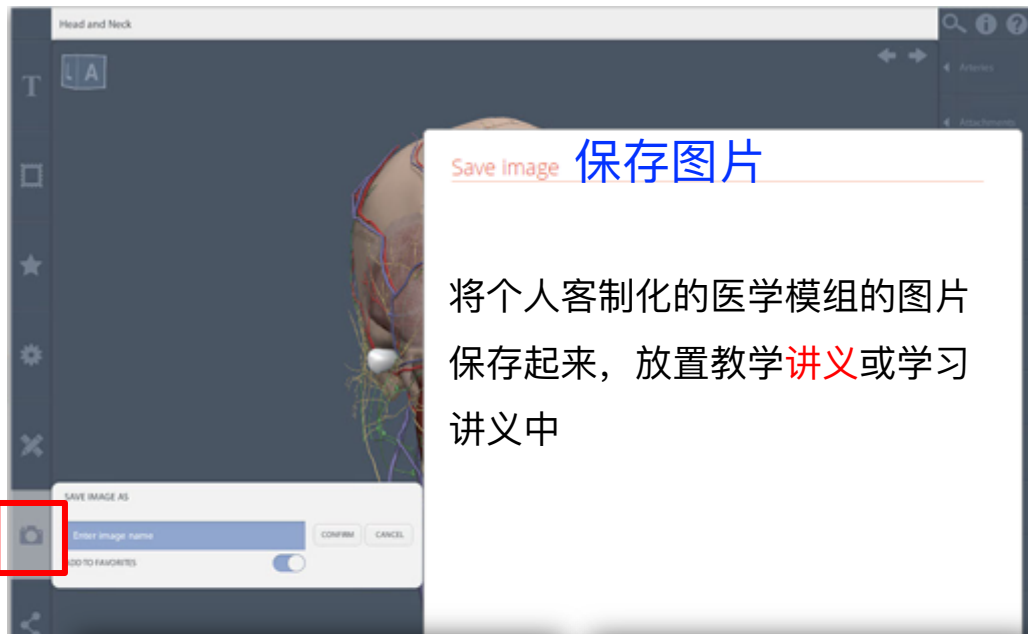 Head and Neck
L A
T
Arteries
Attachments
Save Image 保存图片
将个人客制化的医学模组的图片
保存起来，放置教学讲义或学习
讲义中
SAVE IMAGE AS
Enter image name
CONFIRM CANCEL
ADD TO FAVORITES